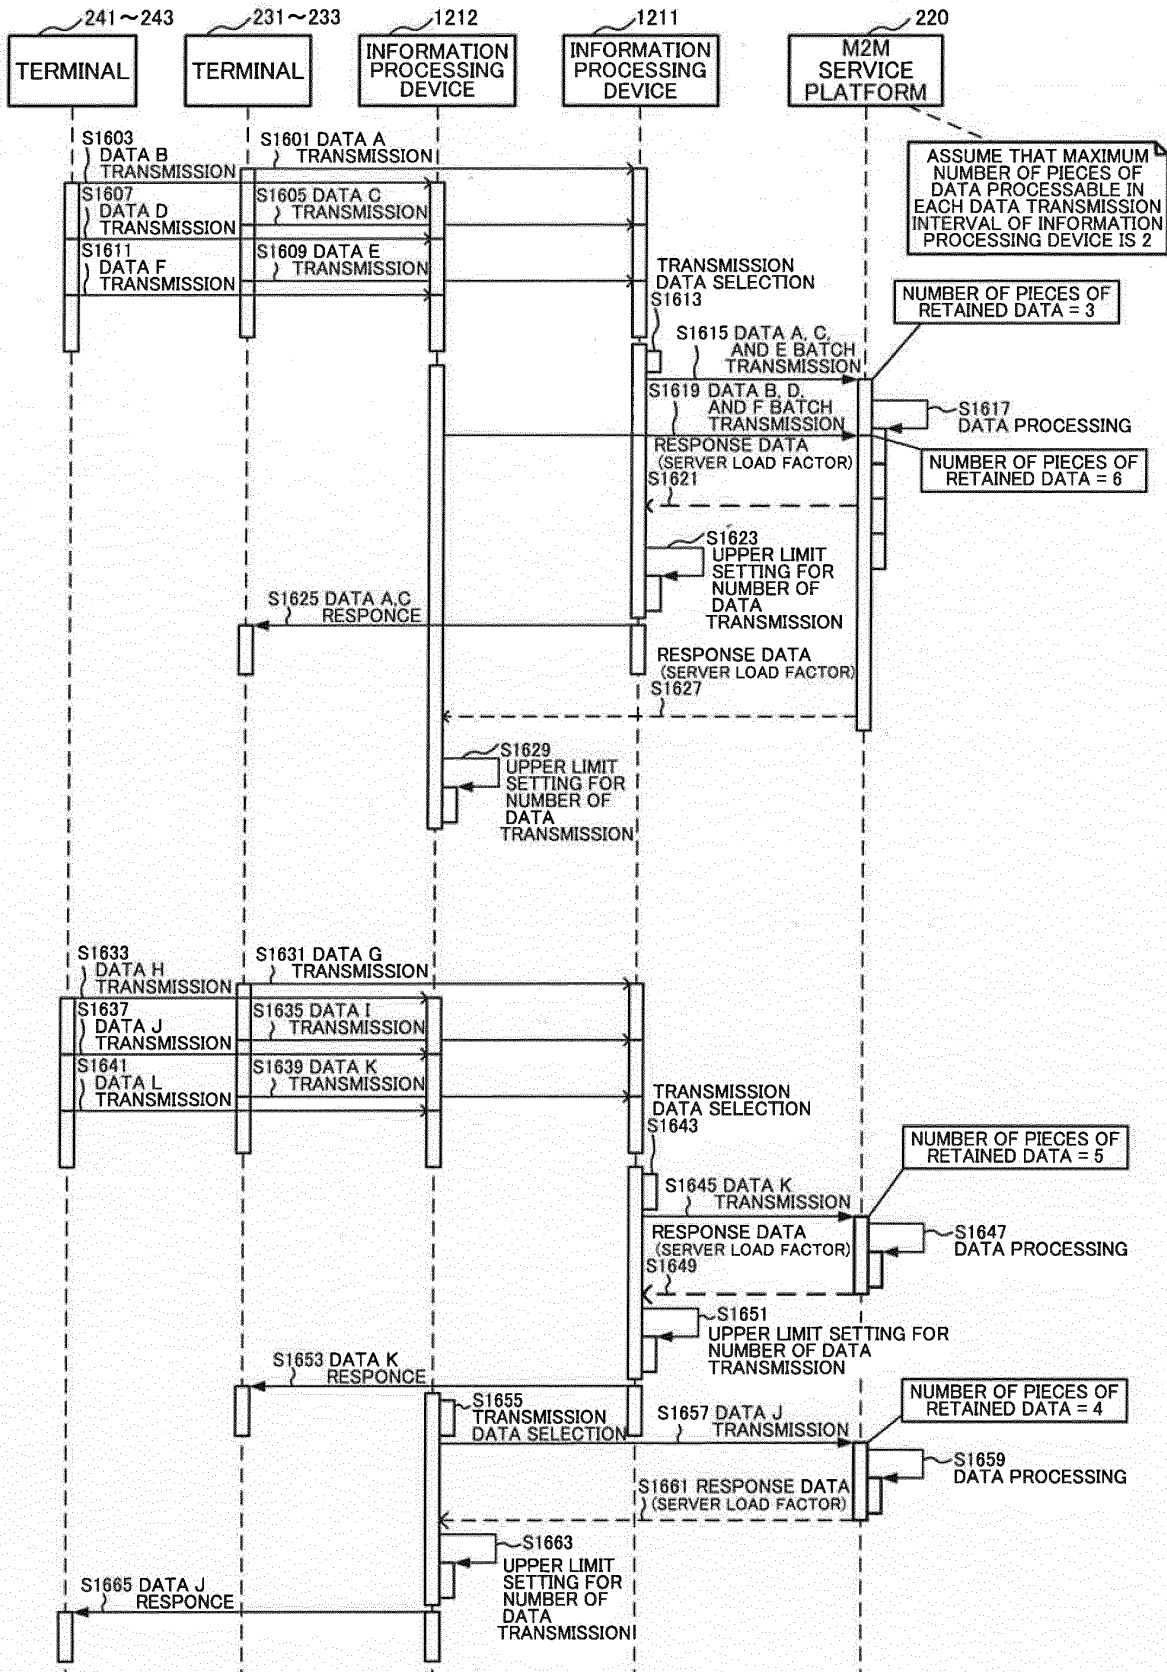 241～243
231～233
1212
1211
220
TERMINAL
TERMINAL
INFORMATION
PROCESSING
DEVICE
INFORMATION
PROCESSING
DEVICE
M2M
SERVICE
PLATFORM
ASSUME THAT MAXIMUM
NUMBER OF PIECES OF
DATA PROCESSABLE IN
EACH DATA TRANSMISSION
INTERVAL OF INFORMATION
PROCESSING DEVICE IS 2
S1603
DATA B
TRANSMISSION
S1601 DATA A
TRANSMISSION
S1607
DATA D
TRANSMISSION
S1605 DATA C
TRANSMISSION
S1611
DATA F
TRANSMISSION
S1609 DATA E
TRANSMISSION
TRANSMISSION
DATA SELECTION
S1613
NUMBER OF PIECES OF
RETAINED DATA = 3
S1615 DATA A, C,
AND E BATCH
TRANSMISSION
S1619 DATA B, D,
AND F BATCH
TRANSMISSION
S1617
DATA PROCESSING
RESPONSE DATA
(SERVER LOAD FACTOR)
S1621
NUMBER OF PIECES OF
RETAINED DATA = 6
S1623
UPPER LIMIT
SETTING FOR
NUMBER OF
DATA
TRANSMISSION
S1625 DATA A,C
RESPONCE
RESPONSE DATA
(SERVER LOAD FACTOR)
S1627
S1629
UPPER LIMIT
SETTING FOR
NUMBER OF
DATA
TRANSMISSION
S1633
DATA H
TRANSMISSION
S1631 DATA G
TRANSMISSION
S1637
DATA J
TRANSMISSION
S1635 DATA I
TRANSMISSION
S1641
DATA L
TRANSMISSION
S1639 DATA K
TRANSMISSION
TRANSMISSION
DATA SELECTION
S1643
NUMBER OF PIECES OF
RETAINED DATA = 5
S1645 DATA K
TRANSMISSION
RESPONSE DATA
(SERVER LOAD FACTOR)
S1649
S1647
DATA PROCESSING
S1651
UPPER LIMIT SETTING FOR
NUMBER OF DATA
TRANSMISSION
S1653 DATA K
RESPONCE
S1655
TRANSMISSION
DATA SELECTION
S1657 DATA J
TRANSMISSION
NUMBER OF PIECES OF
RETAINED DATA = 4
S1659
DATA PROCESSING
S1661 RESPONSE DATA
(SERVER LOAD FACTOR)
S1663
UPPER LIMIT
SETTING FOR
NUMBER OF
DATA
TRANSMISSION
S1665 DATA J
RESPONCE